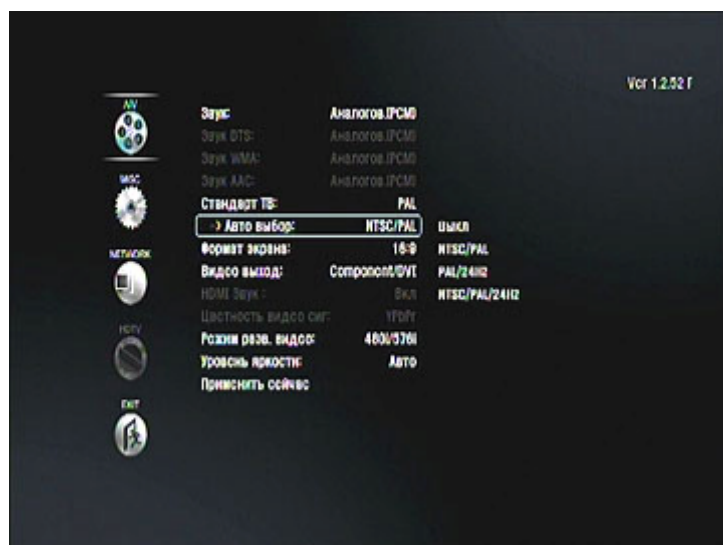 Ver 1.2.52 Г
A/V
MISC
NETWORK
HDTV
EXIT
Звук: Аналогов.(PCM)
Звук DTS: Аналогов.(PCM)
Звук WMA: Аналогов.(PCM)
Звук AAC: Аналогов.(PCM)
Стандарт ТВ: PAL
-> Авто выбор: NTSC/PAL
Выкл
Формат экрана: 16:9
NTSC/PAL
Видео выход: Component/DVI
PAL/24HZ
HDMI Звук : Вкл
NTSC/PAL/24HZ
Цветность видео сиг: YPbPr
Режим разв. видео: 480i/576i
Уровень яркости: Авто
Применить сейчас